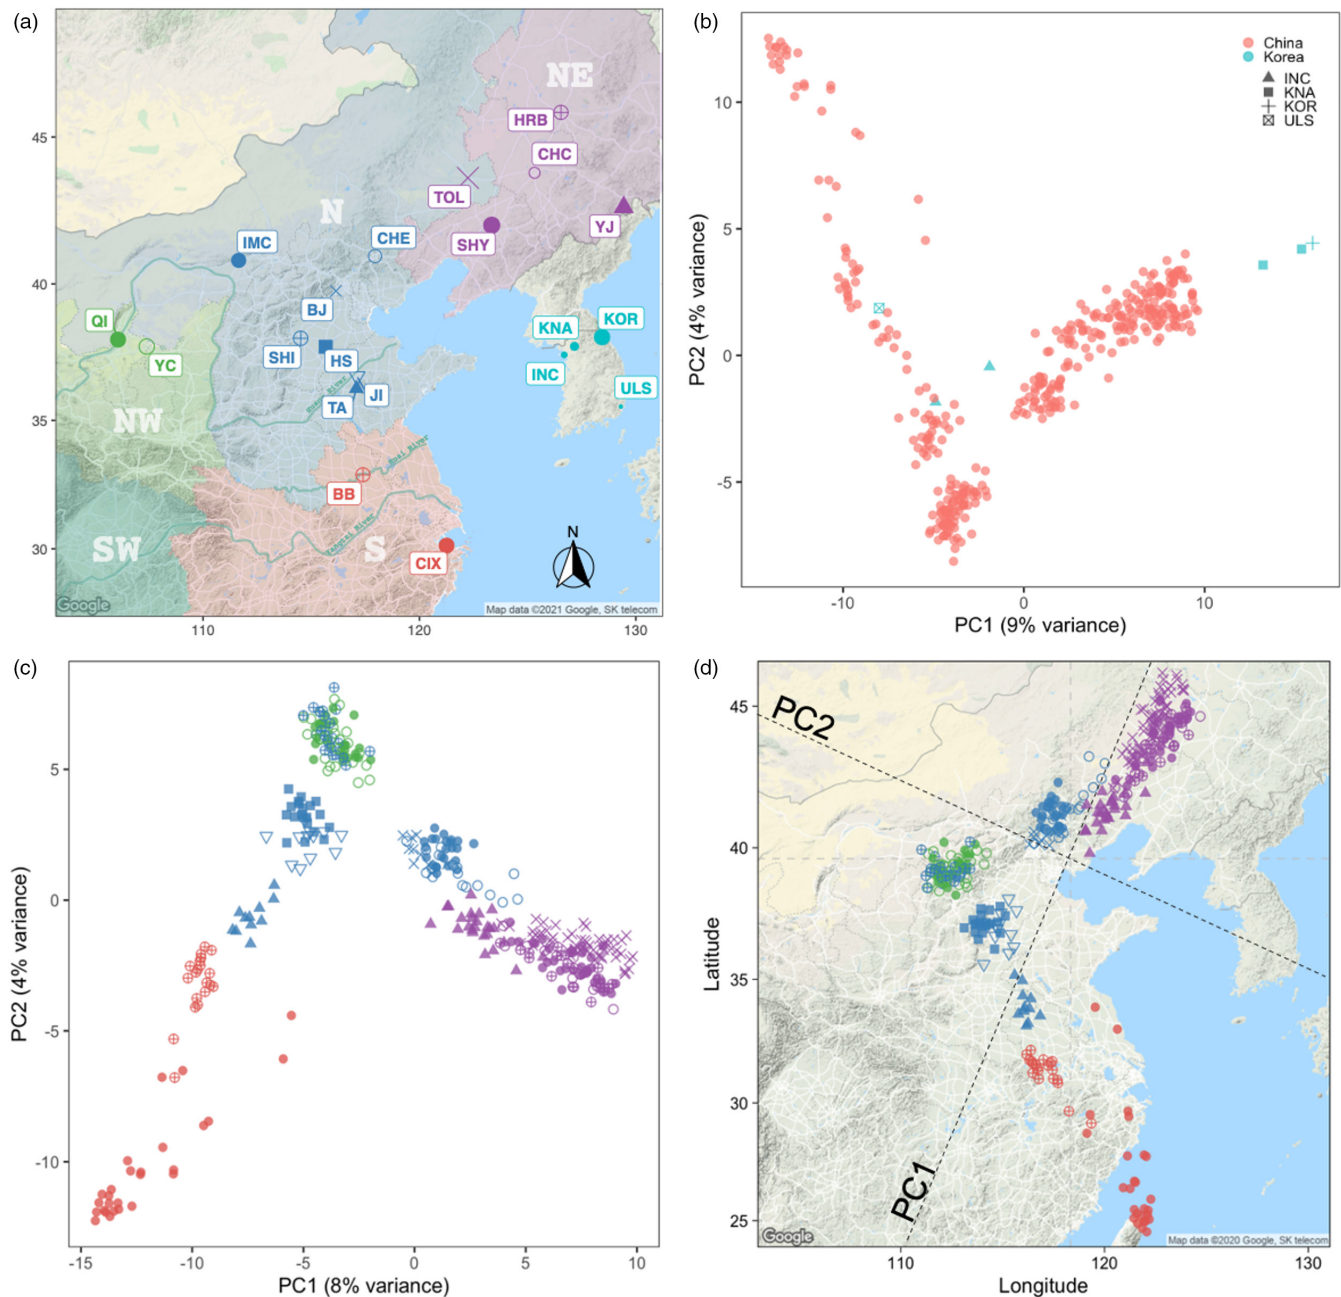 (a)
NE
HRB
45
CHC
TOL
N
YJ
SHY
IMC
CHE
40
BJ
QI
KNA
KOR
SHI
HS
YC
INC
ULS
JI
TA
NW
35
Huai River
BB
Yangzi River
N
SW
S
30
CIX
Google
Map data ©2021 Google, SK telecom
110
120
130
(b)
China
Korea
INC
KNA
KOR
ULS
10
5
0
-5
PC2 (4% variance)
-10
0
10
PC1 (9% variance)
(c)
5
0
-5
-10
PC2 (4% variance)
-15
-10
-5
0
5
10
PC1 (8% variance)
(d)
PC2
45
40
35
30
25
Latitude
PC1
Google
Map data ©2020 Google, SK telecom
110
120
130
Longitude